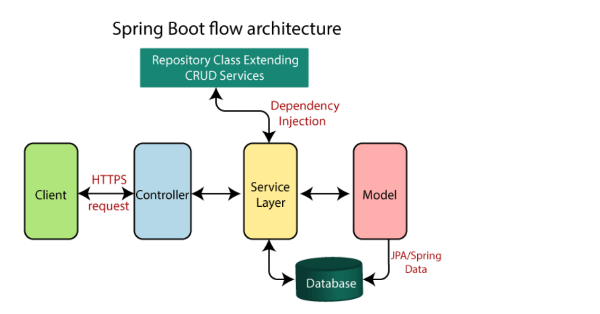 Spring Boot flow architecture
Repository Class Extending
CRUD Services
Dependency
Injection
Client
HTTPS
request
Controller
Service
Layer
Model
JPA/Spring
Data
Database